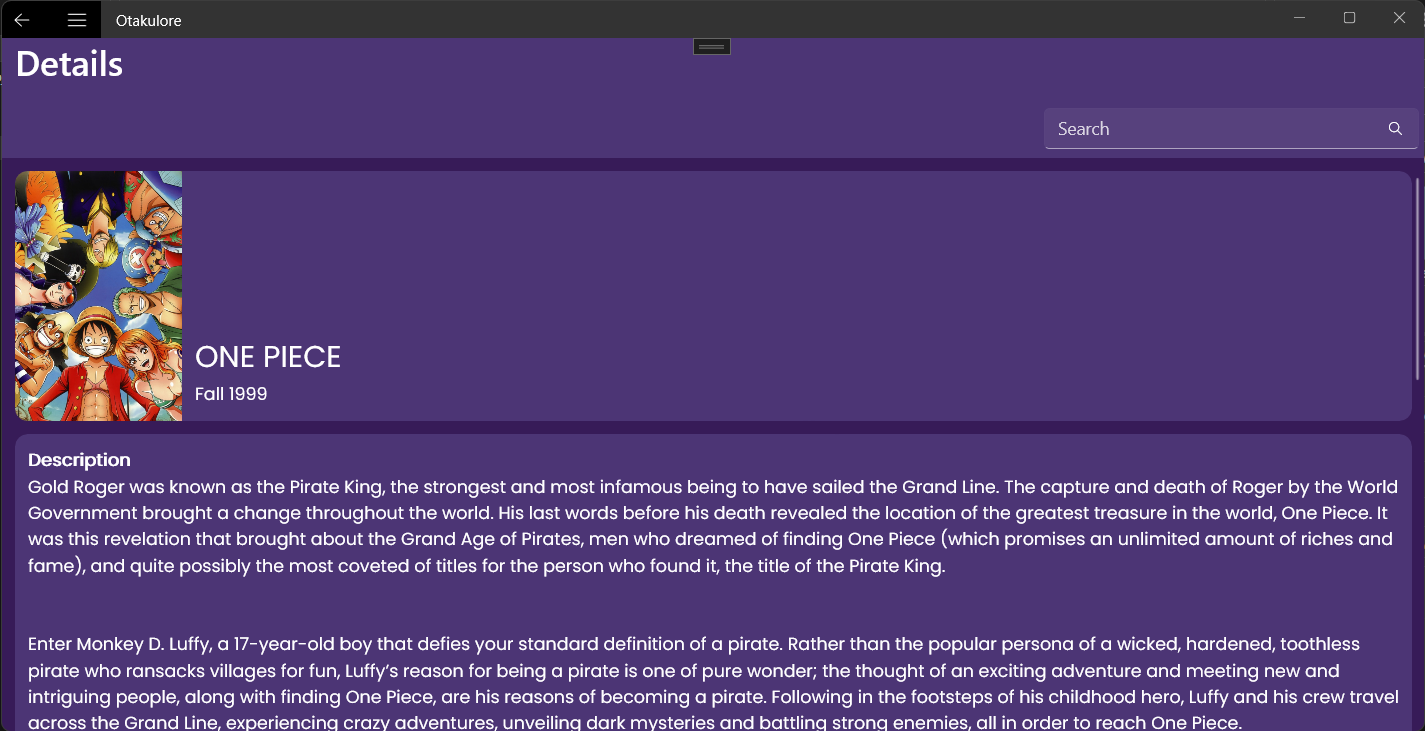 Otakulore
Details
Search
ONE PIECE
Fall 1999
Description
Gold Roger was known as the Pirate King, the strongest and most infamous being to have sailed the Grand Line. The capture and death of Roger by the World
Government brought a change throughout the world. His last words before his death revealed the location of the greatest treasure in the world, One Piece. It
was this revelation that brought about the Grand Age of Pirates, men who dreamed of finding One Piece (which promises an unlimited amount of riches and
fame), and quite possibly the most coveted of titles for the person who found it, the title of the Pirate King.
Enter Monkey D. Luffy, a 17-year-old boy that defies your standard definition of a pirate. Rather than the popular persona of a wicked, hardened, toothless
pirate who ransacks villages for fun, Luffy’s reason for being a pirate is one of pure wonder; the thought of an exciting adventure and meeting new and
intriguing people, along with finding One Piece, are his reasons of becoming a pirate. Following in the footsteps of his childhood hero, Luffy and his crew travel
across the Grand Line, experiencing crazy adventures, unveiling dark mysteries and battling strong enemies, all in order to reach One Piece.